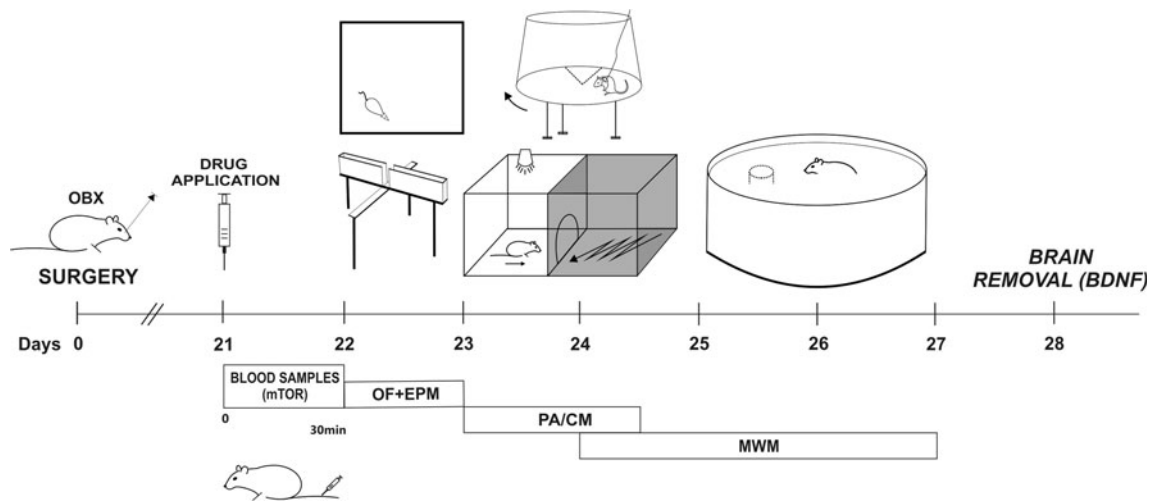 DRUG
APPLICATION
OBX
SURGERY
BRAIN
REMOVAL (BDNF)
Days 0 21 22 23 24 25 26 27 28
BLOOD SAMPLES
(mTOR)
OF+EPM
0
30min
PA/CM
MWM